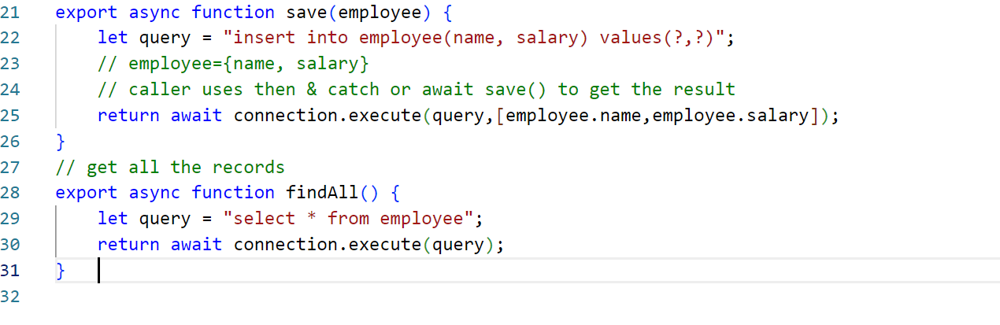 21 export async function save(employee) {
22 let query = "insert into employee(name, salary) values(?,?)";
23 // employee={name, salary}
24 // caller uses then & catch or await save() to get the result
25 return await connection.execute(query,[employee.name,employee.salary]);
26 }
27 // get all the records
28 export async function findAll() {
29 let query = "select * from employee";
30 return await connection.execute(query);
31 }
32